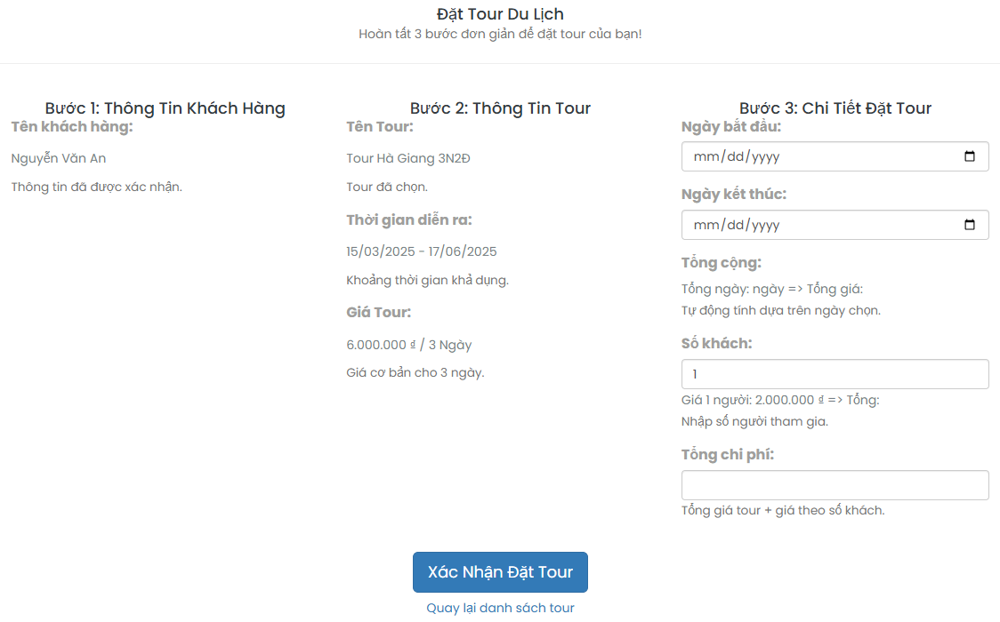 Đặt Tour Du Lịch
Hoàn tất 3 bước đơn giản để đặt tour của bạn!
Bước 1: Thông Tin Khách Hàng
Tên khách hàng:
Nguyễn Văn An
Thông tin đã được xác nhận.
Bước 2: Thông Tin Tour
Tên Tour:
Tour Hà Giang 3N2Đ
Tour đã chọn.
Thời gian diễn ra:
15/03/2025 - 17/06/2025
Khoảng thời gian khả dụng.
Giá Tour:
6.000.000 ₫ / 3 Ngày
Giá cơ bản cho 3 ngày.
Bước 3: Chi Tiết Đặt Tour
Ngày bắt đầu:
mm/dd/yyyy
Ngày kết thúc:
mm/dd/yyyy
Tổng cộng:
Tổng ngày: ngày => Tổng giá:
Tự động tính dựa trên ngày chọn.
Số khách:
1
Giá 1 người: 2.000.000 ₫ => Tổng:
Nhập số người tham gia.
Tổng chi phí:
Tổng giá tour + giá theo số khách.
Xác Nhận Đặt Tour
Quay lại danh sách tour